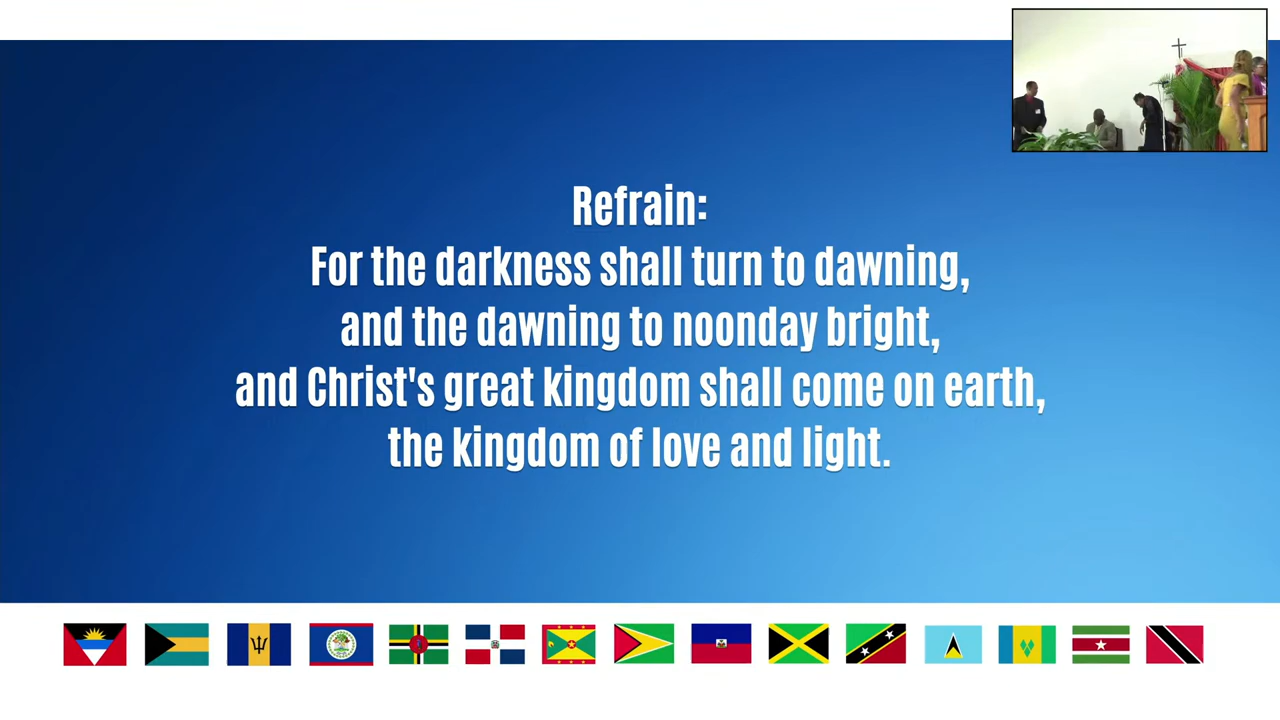 Refrain:
For the darkness shall turn to dawning,
and the dawning to noonday bright,
and Christ's great kingdom shall come on earth,
the kingdom of love and light.